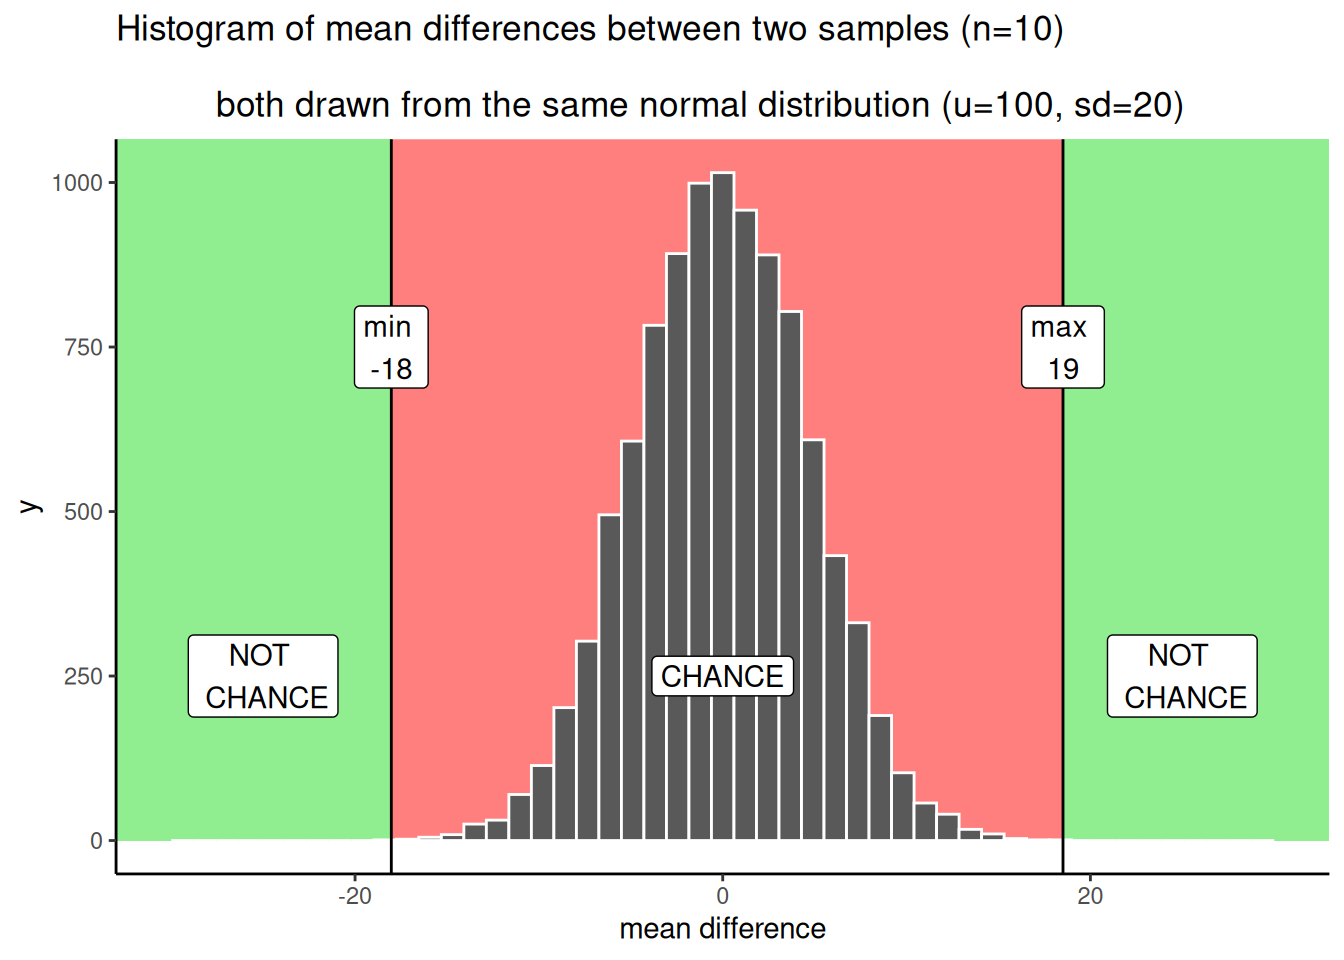 Histogram of mean differences between two samples (n=10)
both drawn from the same normal distribution (u=100, sd=20)
1000
750
500
250
0
y
min
-18
max
19
NOT
CHANCE
CHANCE
NOT
CHANCE
-20
0
20
mean difference